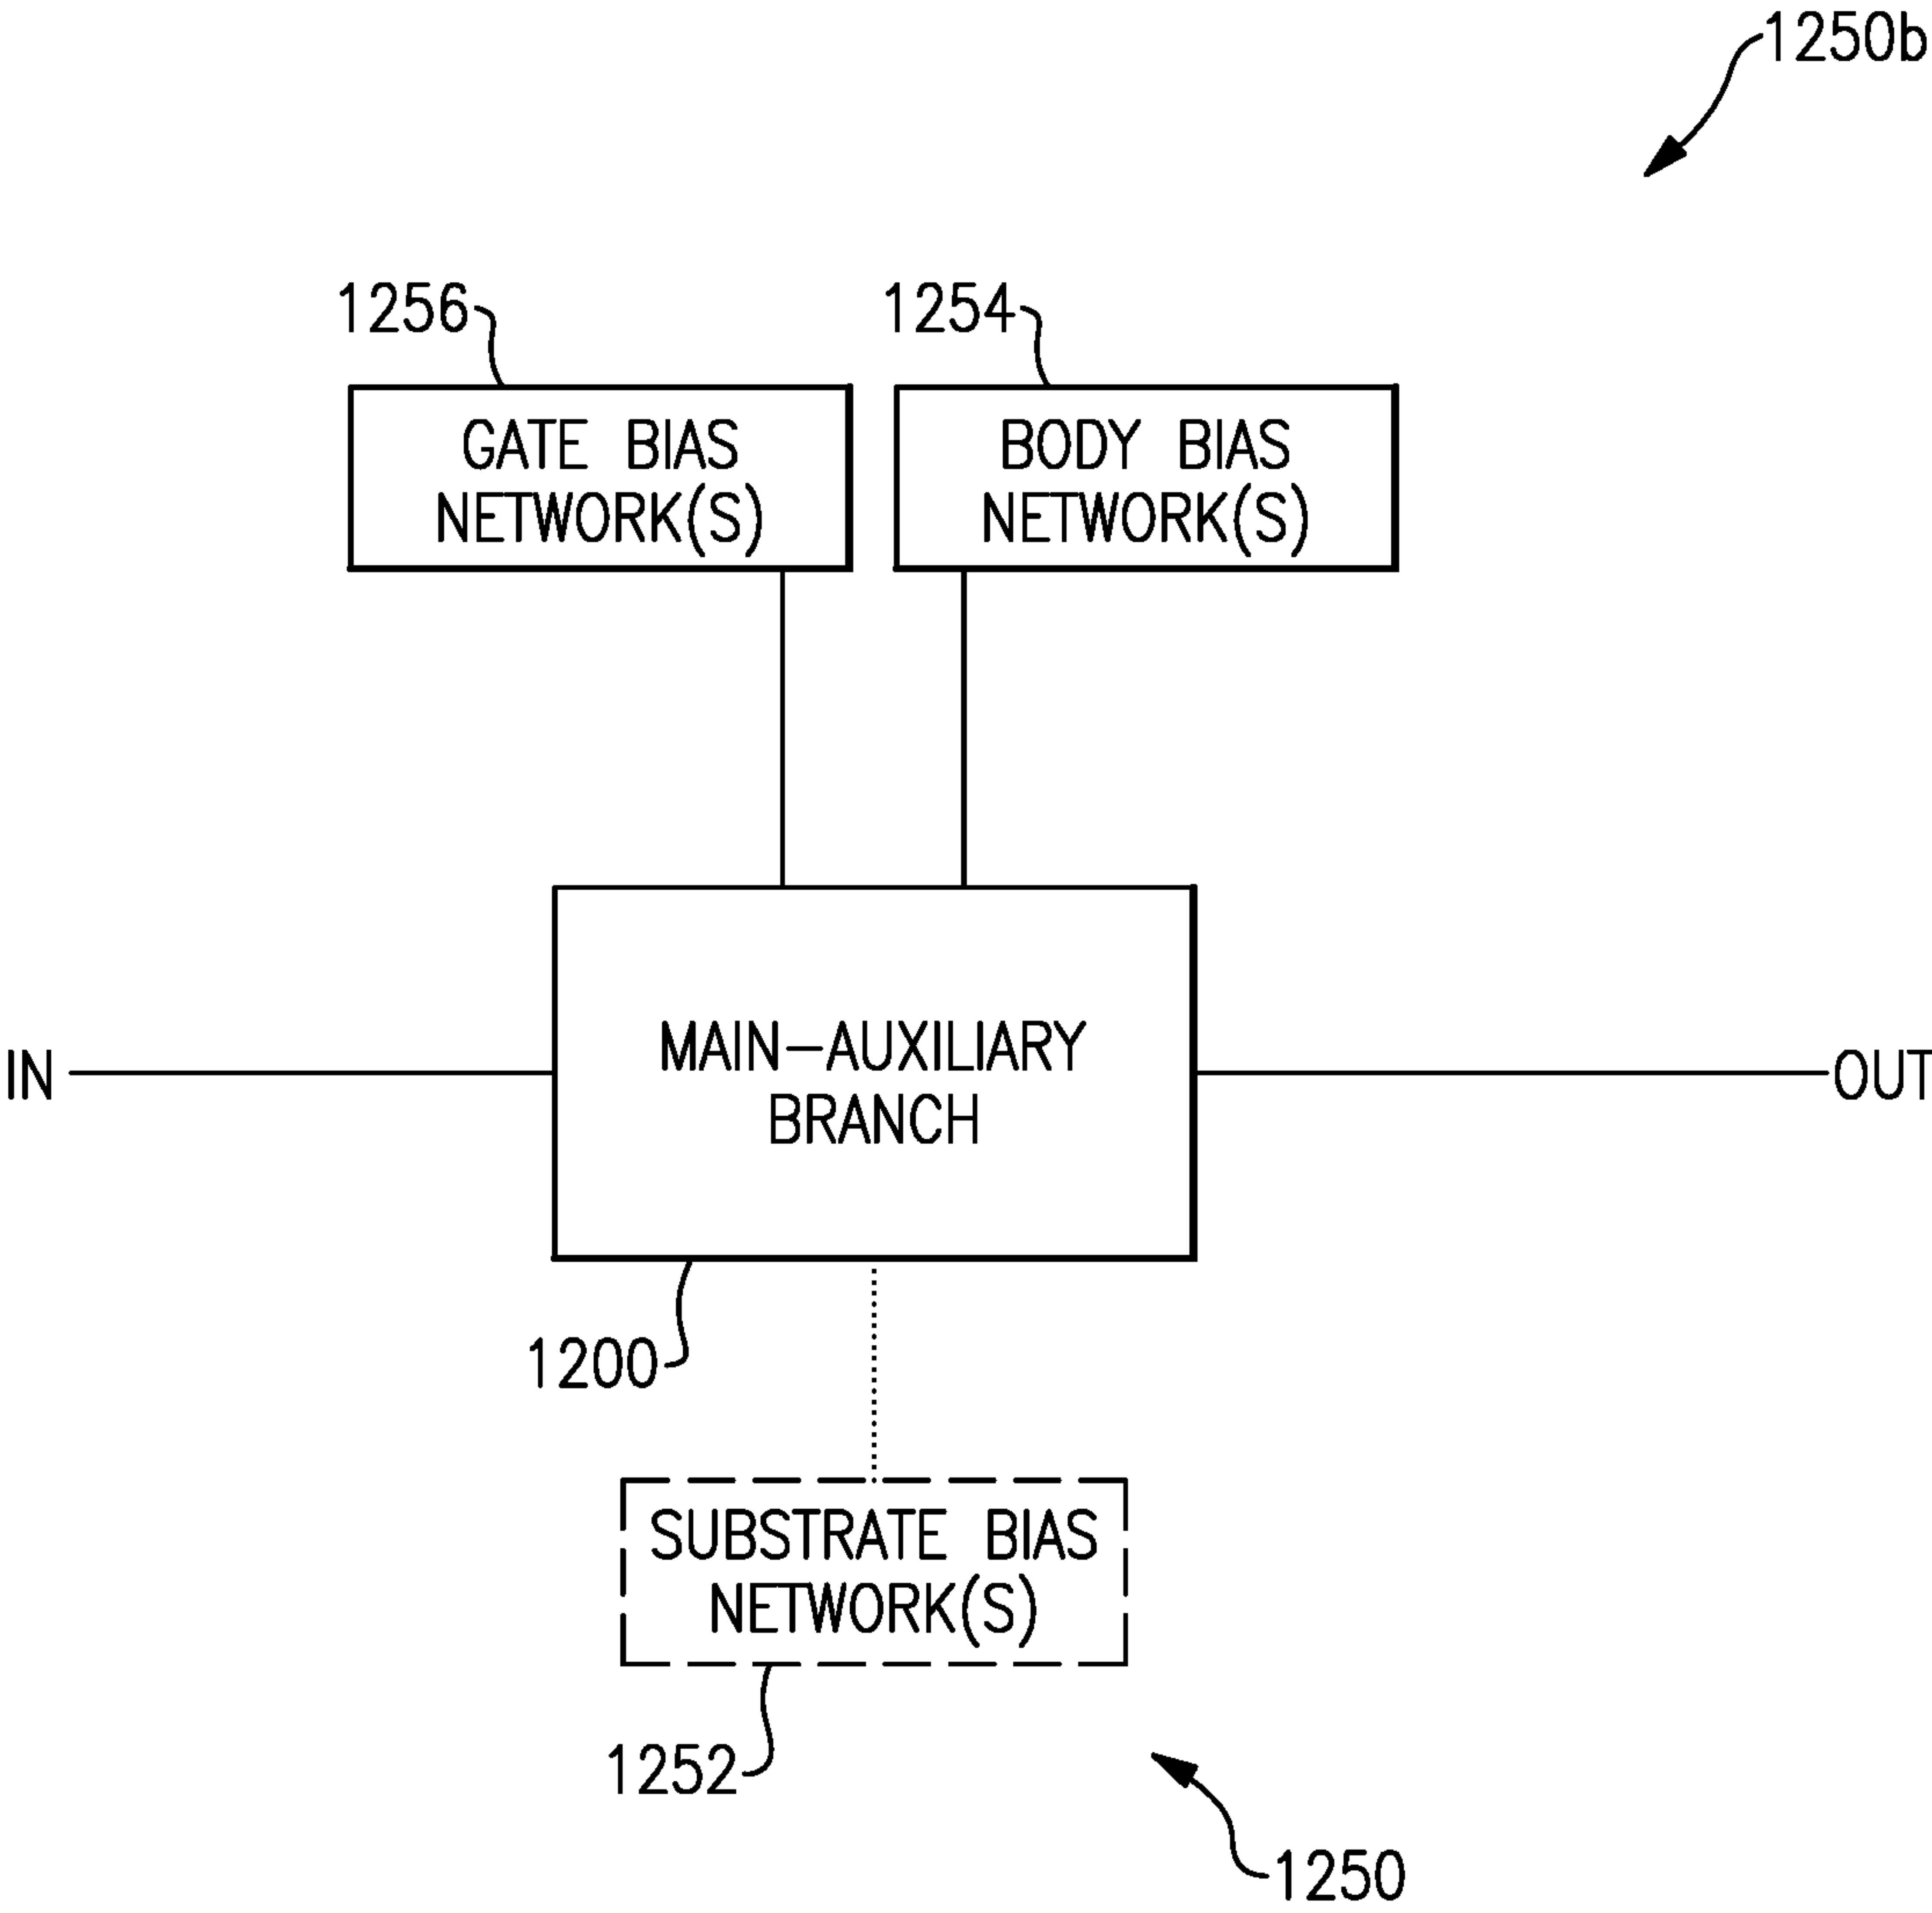 1250b
1256
1254
GATE BIAS
NETWORK(S)
BODY BIAS
NETWORK(S)
MAIN-AUXILIARY
BRANCH
IN
OUT
1200
SUBSTRATE BIAS
NETWORK(S)
1252
1250